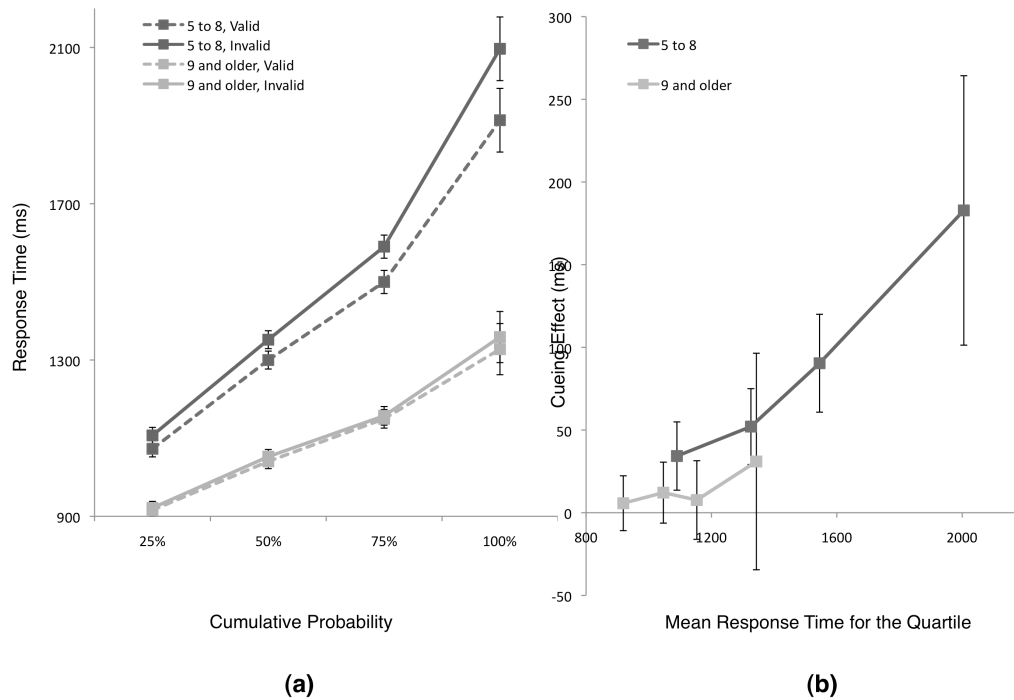 5 to 8, Valid
5 to 8, Invalid
9 and older, Valid
9 and older, Invalid
2100
1700
1300
900
Response Time (ms)
25% 50% 75% 100%
Cumulative Probability
(a)
5 to 8
9 and older
300
250
200
150
100
50
0
-50
Cueing Effect (ms)
800 1200 1600 2000
Mean Response Time for the Quartile
(b)